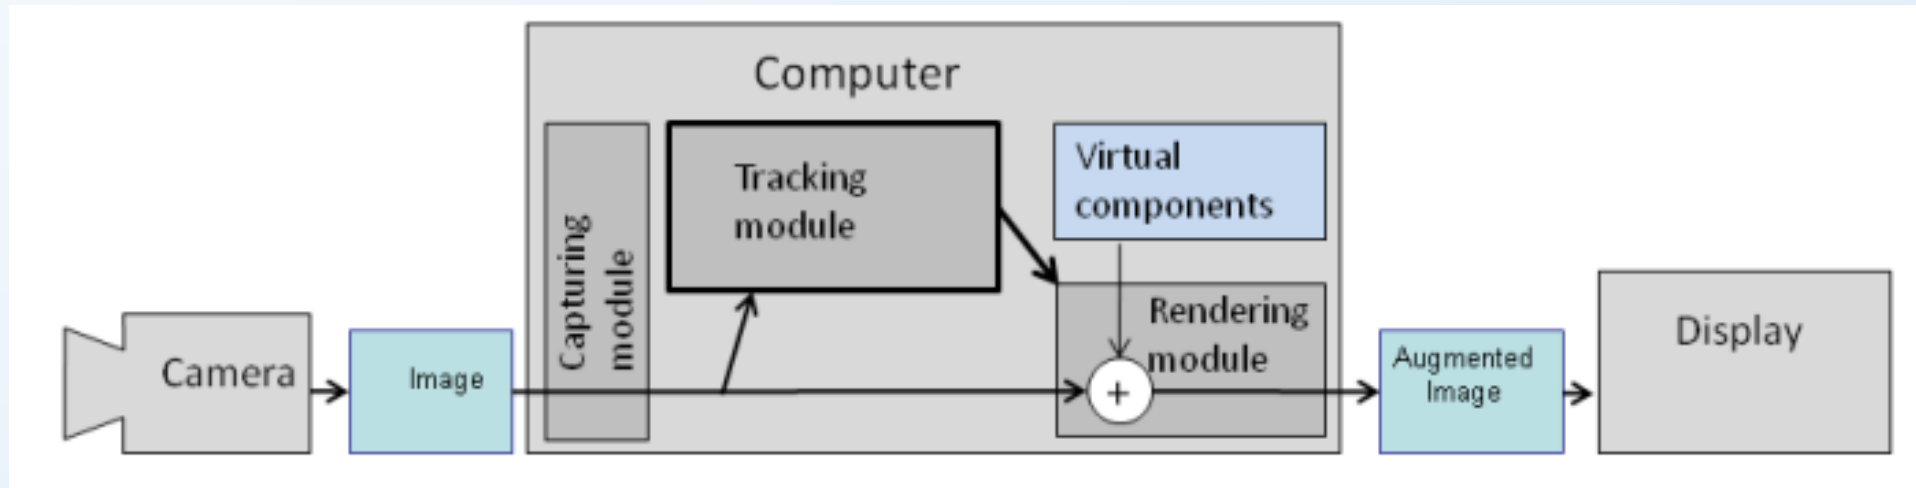 Computer
Camera
Image
Capturing
module
Tracking
module
Virtual
components
Rendering
module
+
Augmented
Image
Display